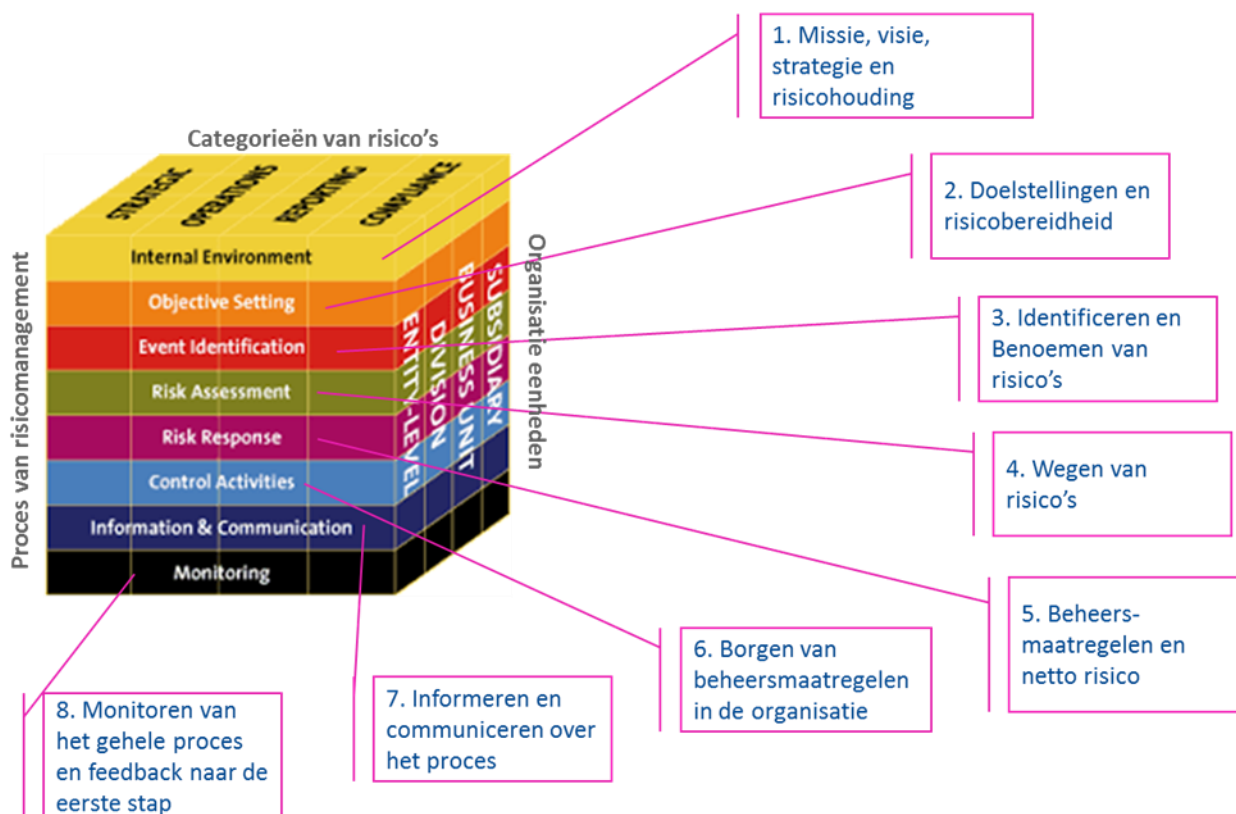 1. Missie, visie,
strategie en
risicohouding
Categorieën van risico's
2. Doelstellingen en
risicobereidheid
STRATEGIC
OPERATIONS
REPORTING
COMPLIANCE
Proces van risicomanagement
Internal Environment
Objective Setting
Event Identification
Risk Assessment
Risk Response
Control Activities
Information & Communication
Monitoring
ENTITY-LEVEL
DIVISION
BUSINESS UNIT
SUBSIDIARY
Organisatie eenheden
3. Identificeren en
Benoemen van
risico's
4. Wegen van
risico's
5. Beheers-
maatregelen en
netto risico
6. Borgen van
beheersmaatregelen
in de organisatie
7. Informeren en
communiceren over
het proces
8. Monitoren van
het gehele proces
en feedback naar de
eerste stap